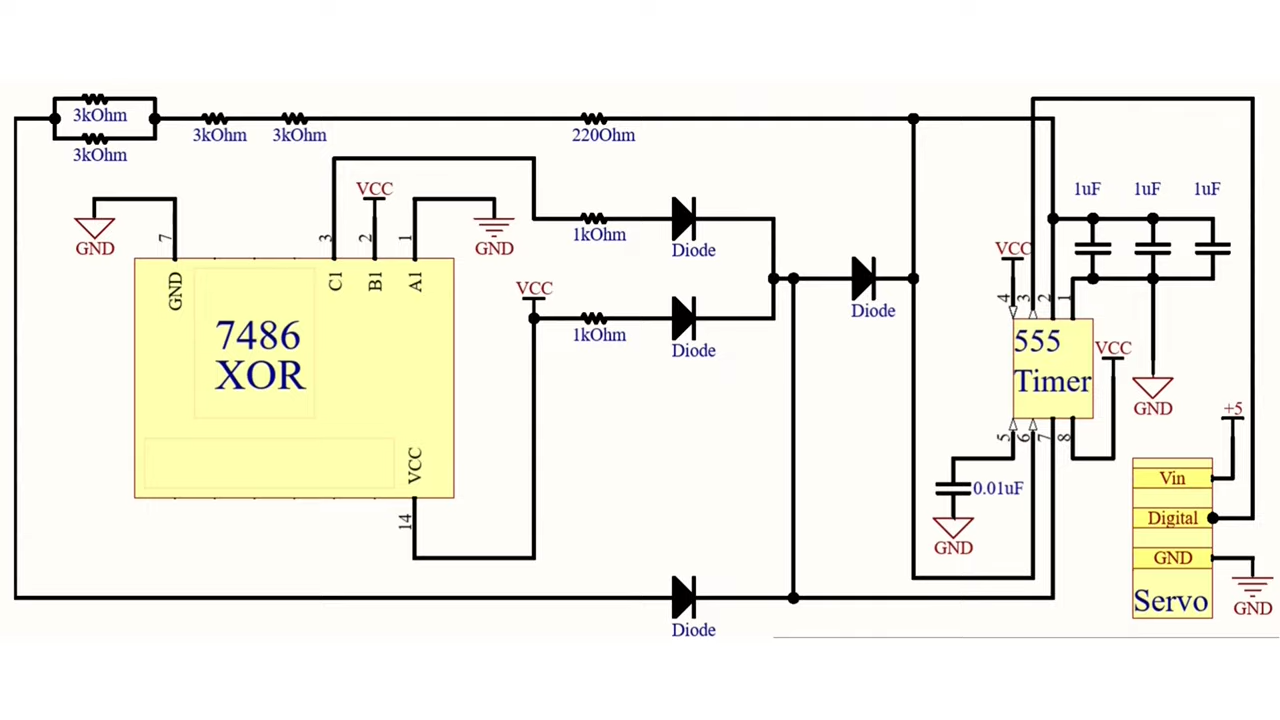 3kOhm
3kOhm
3kOhm
3kOhm
220Ohm
GND
7
VCC
3
2
1
GND
GND
C1
B1
A1
7486
XOR
VCC
14
1kOhm
Diode
VCC
1kOhm
Diode
Diode
Diode
1uF
1uF
1uF
VCC
4
3
2
1
555
Timer
VCC
GND
5
6
7
8
0.01uF
GND
+5
Vin
Digital
GND
Servo
GND